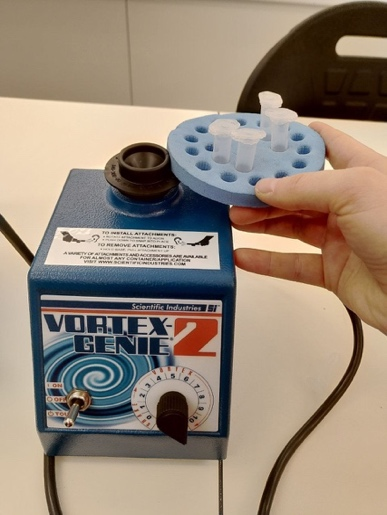 TO INSTALL ATTACHMENTS:
TO REMOVE ATTACHMENTS:
A VARIETY OF ATTACHMENTS AND ACCESSORIES ARE AVAILABLE
FOR ALMOST ANY CONTAINER/APPLICATION
VISIT WWW.SCIENTIFICINDUSTRIES.COM
Scientific Industries
VORTEX-
GENIE 2
ON
OFF
TOUCH
0 1 2 3 4 5 6 7 8 9 10